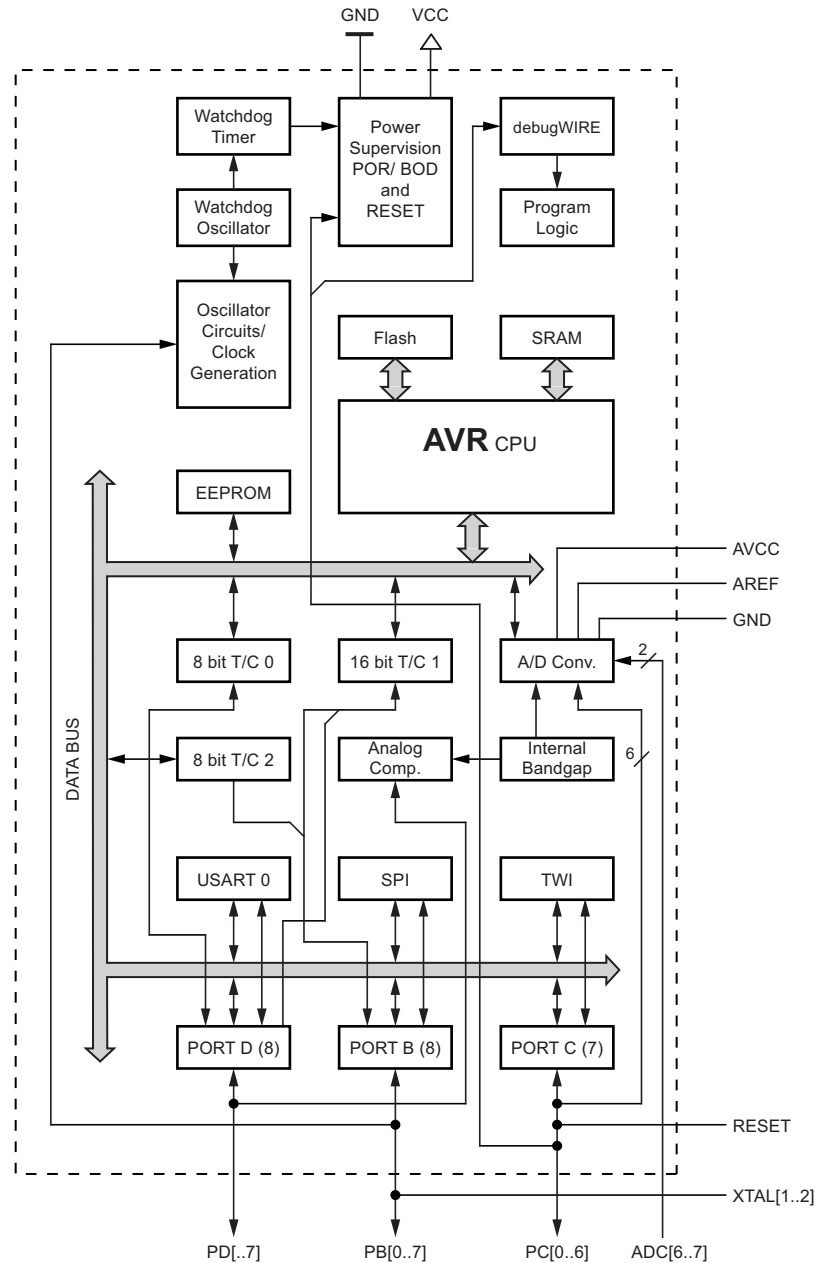 GND
VCC
Watchdog
Timer
Power
Supervision
POR/ BOD
and
RESET
debugWIRE
Watchdog
Oscillator
Program
Logic
Oscillator
Circuits/
Clock
Generation
Flash
SRAM
AVR CPU
EEPROM
AVCC
AREF
GND
8 bit T/C 0
16 bit T/C 1
A/D Conv.
2
DATA BUS
8 bit T/C 2
Analog
Comp.
Internal
Bandgap
6
USART 0
SPI
TWI
PORT D (8)
PORT B (8)
PORT C (7)
RESET
XTAL[1..2]
PD[..7]
PB[0..7]
PC[0..6]
ADC[6..7]